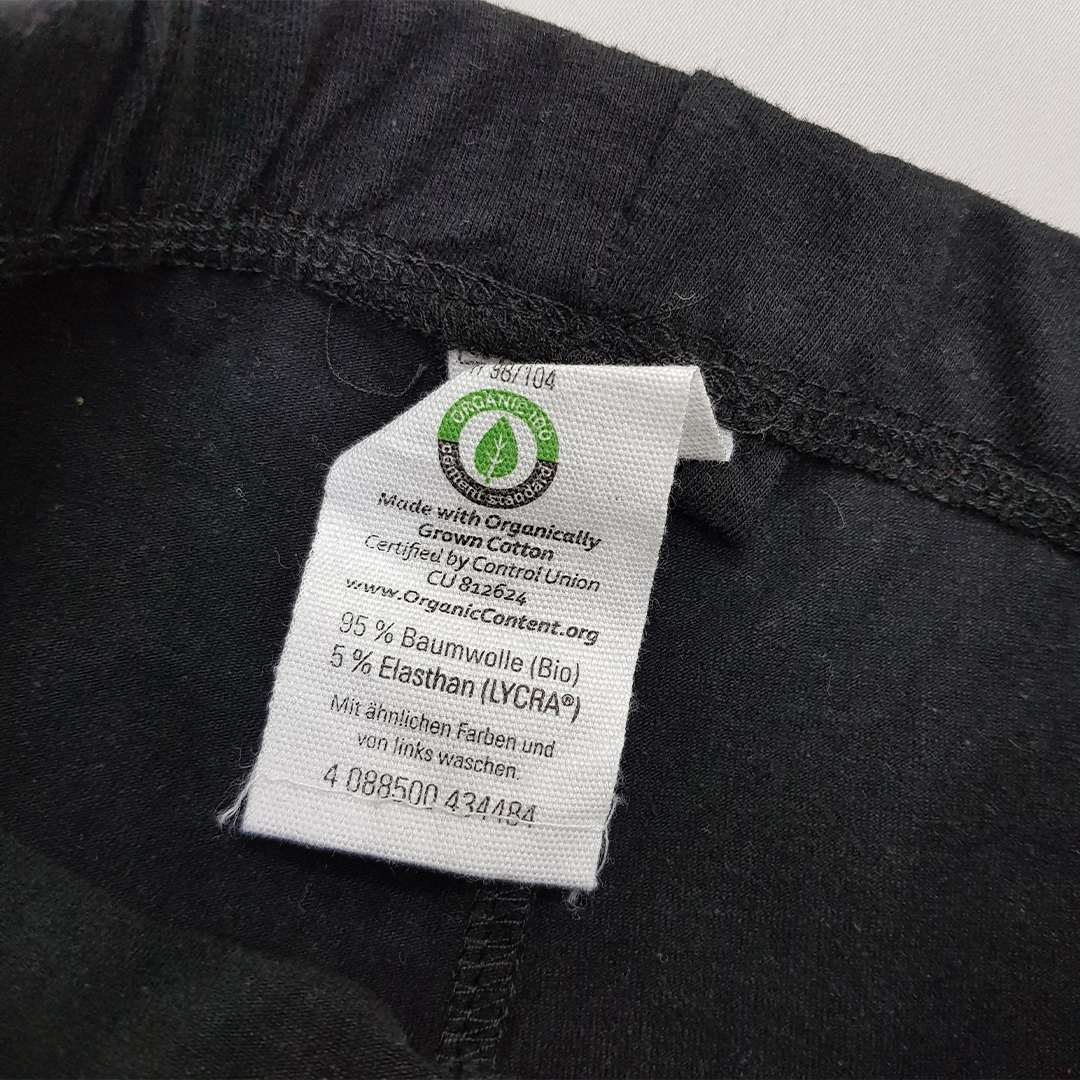 98/104
ORGANIC 100
content standard
Made with Organically
Grown Cotton
Certified by Control Union
CU 812624
www.OrganicContent.org
95 % Baumwolle (Bio)
5 % Elasthan (LYCRA®)
Mit ähnlichen Farben und
von links waschen.
4 088500 434484